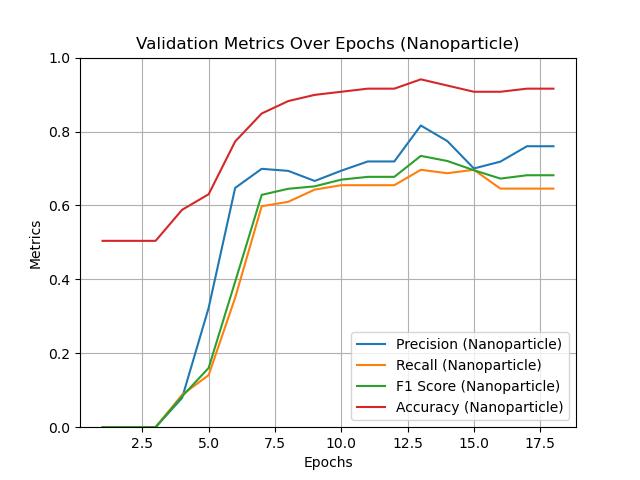 Validation Metrics Over Epochs (Nanoparticle)
1.0
0.8
0.6
0.4
0.2
0.0
Metrics
Precision (Nanoparticle)
Recall (Nanoparticle)
F1 Score (Nanoparticle)
Accuracy (Nanoparticle)
2.5 5.0 7.5 10.0 12.5 15.0 17.5
Epochs